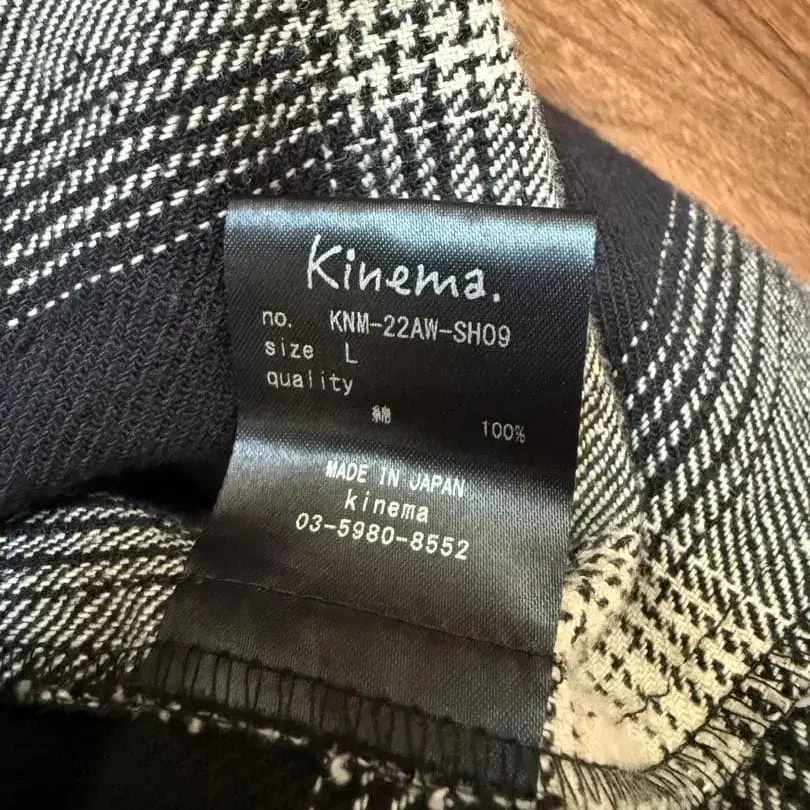 Kinema.
no. KNM-22AW-SH09
size L
quality
綿 100%
MADE IN JAPAN
kinema
03-5980-8552